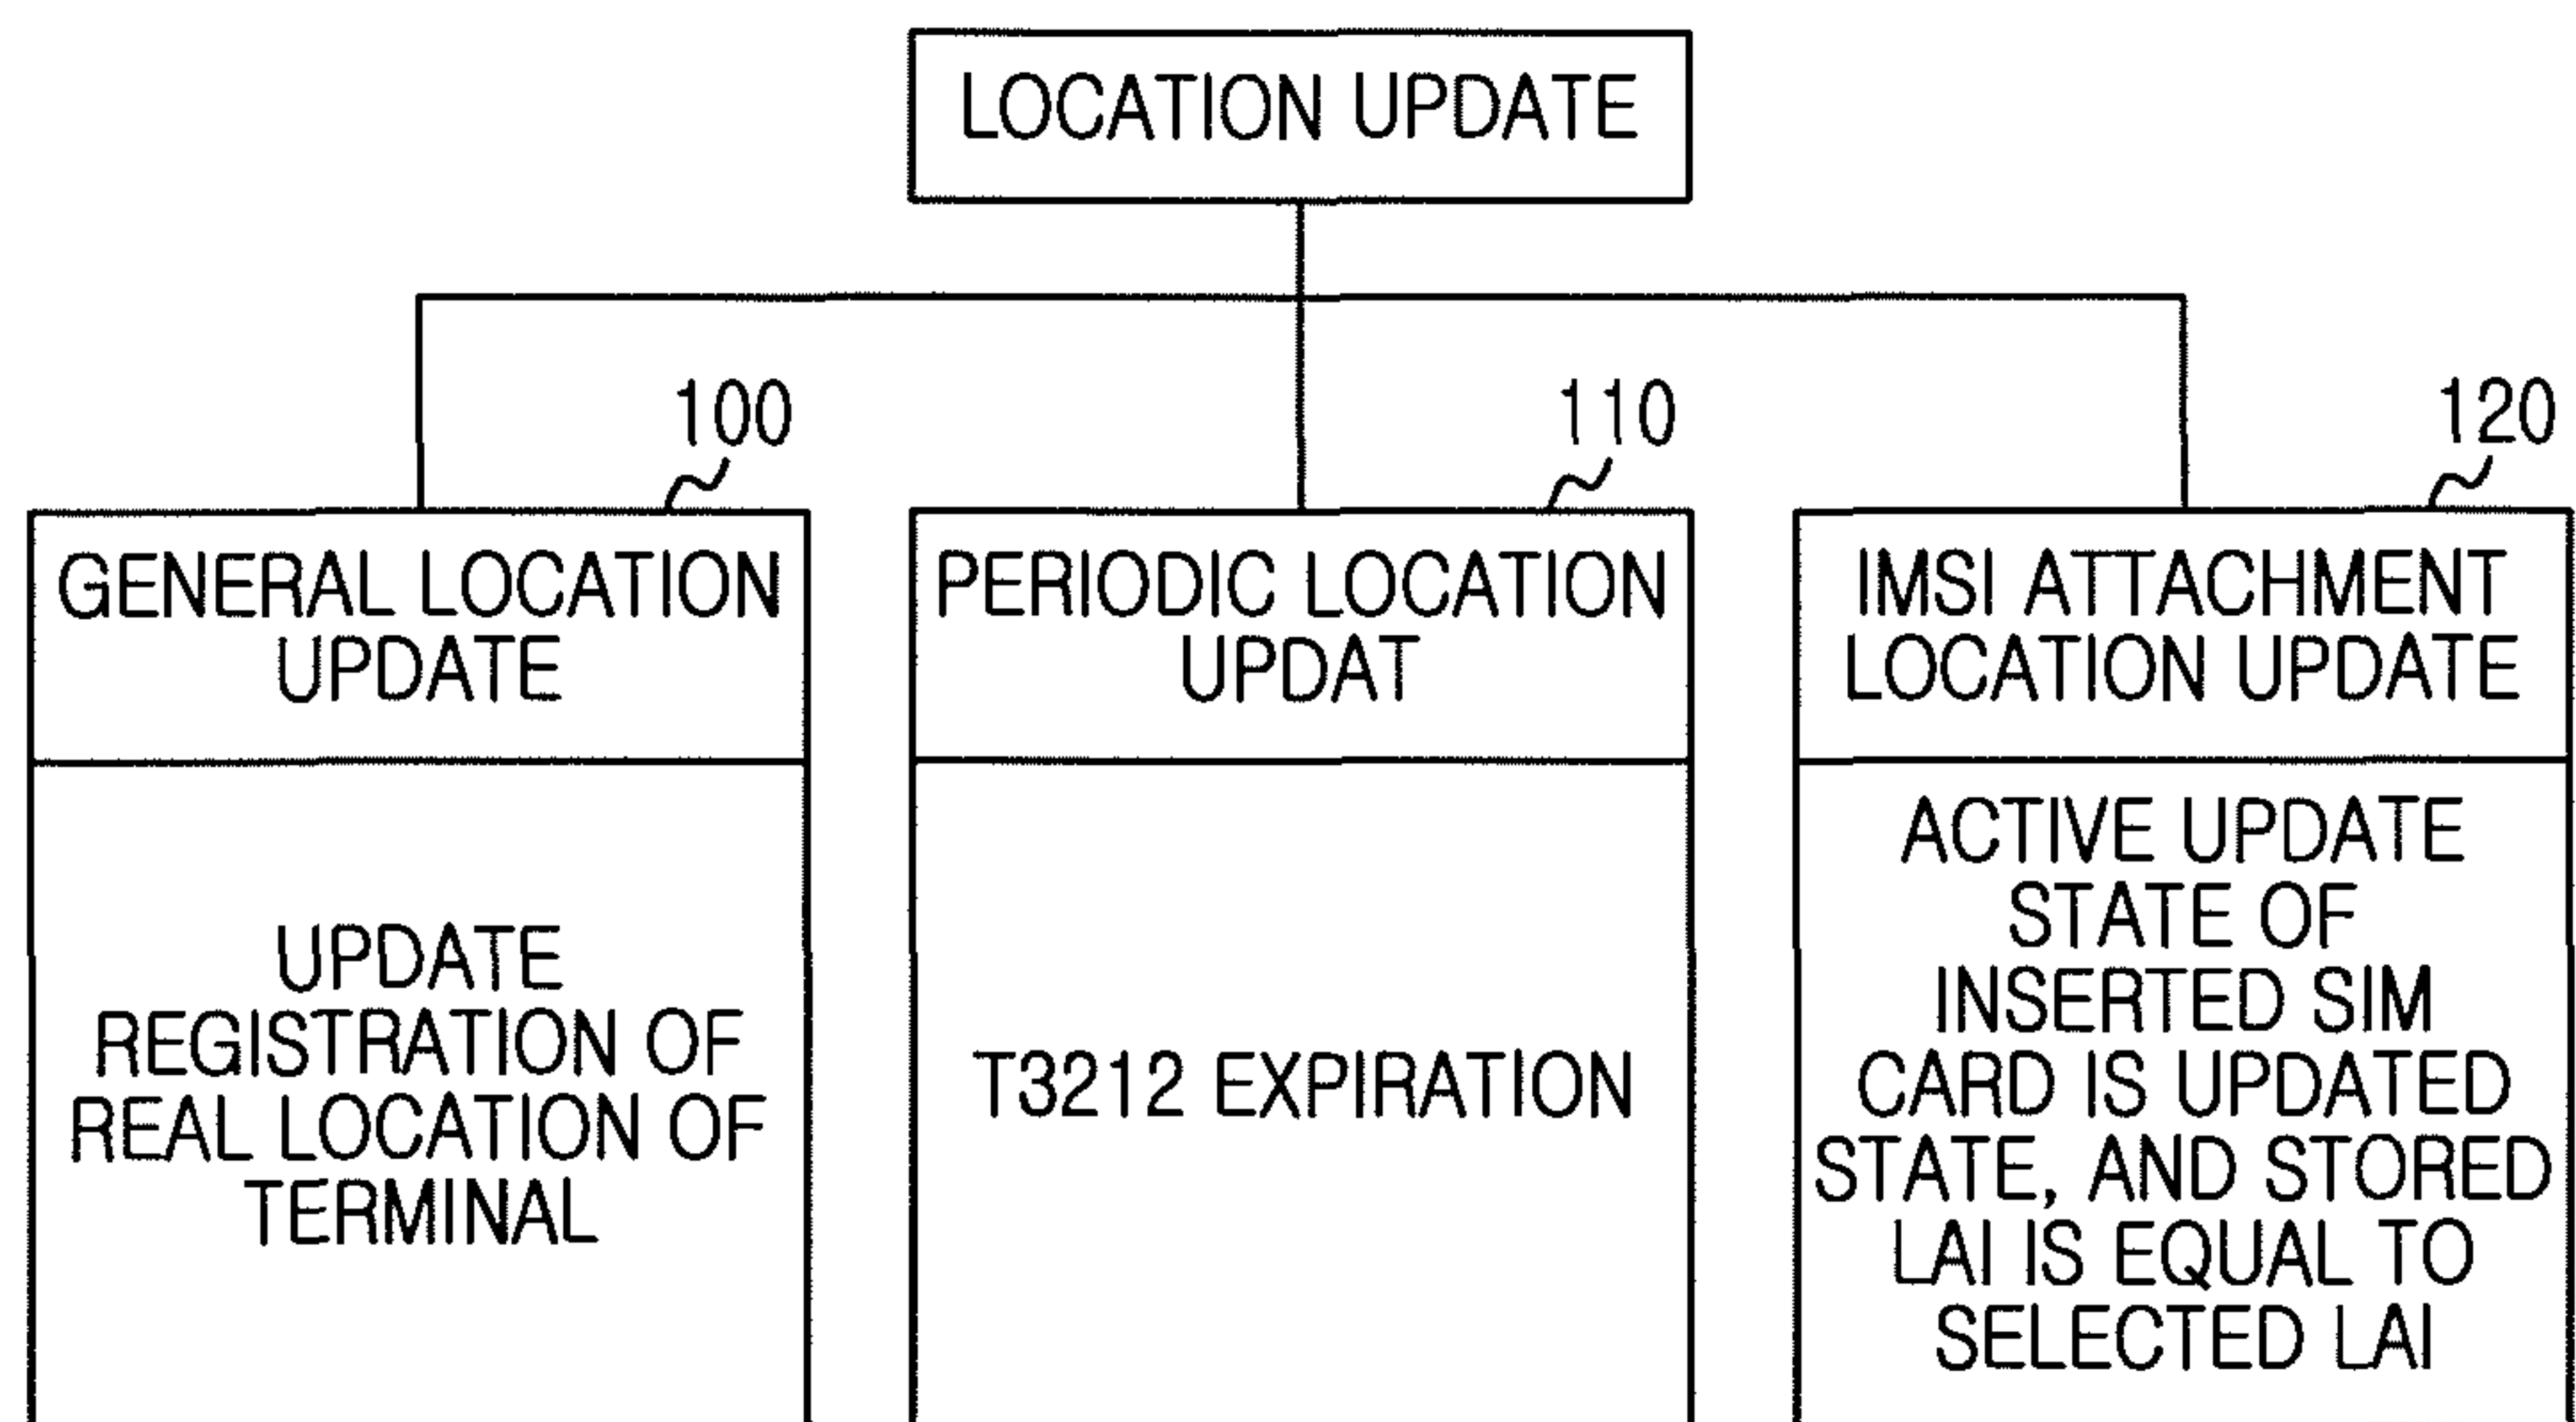 LOCATION UPDATE
100
110
120
GENERAL LOCATION
UPDATE
PERIODIC LOCATION
UPDAT
IMSI ATTACHMENT
LOCATION UPDATE
UPDATE
REGISTRATION OF
REAL LOCATION OF
TERMINAL
T3212 EXPIRATION
ACTIVE UPDATE
STATE OF
INSERTED SIM
CARD IS UPDATED
STATE, AND STORED
LAI IS EQUAL TO
SELECTED LAI